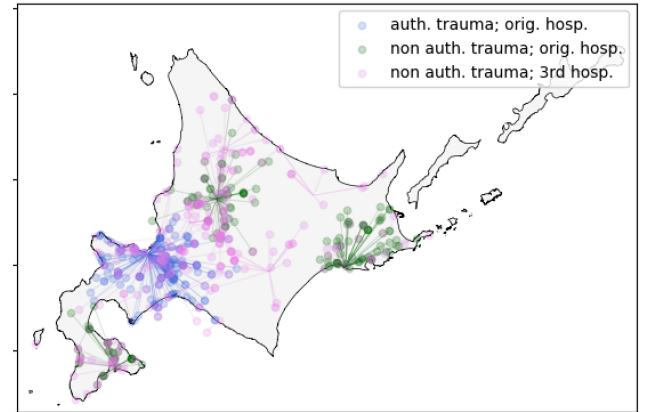 auth. trauma; orig. hosp.
non auth. trauma; orig. hosp.
non auth. trauma; 3rd hosp.